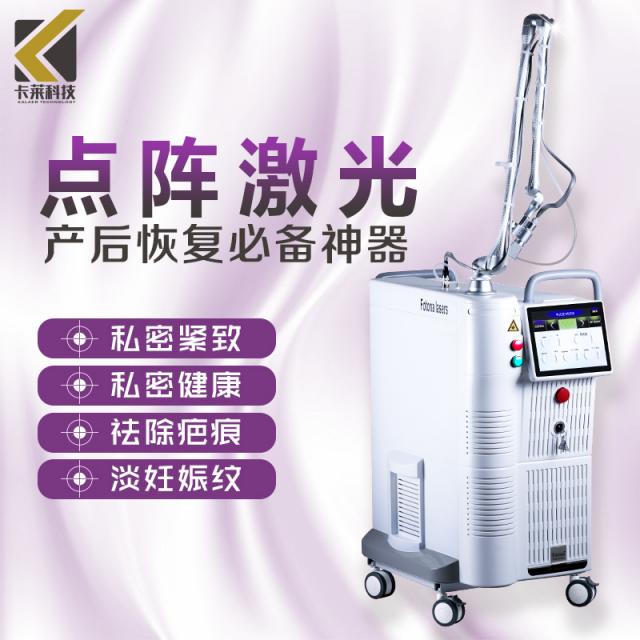 卡莱科技
KALAER TECHNOLOGY
点阵激光
产后恢复必备神器
Fotona lasers
私密紧致
私密健康
祛除疤痕
淡妊娠纹